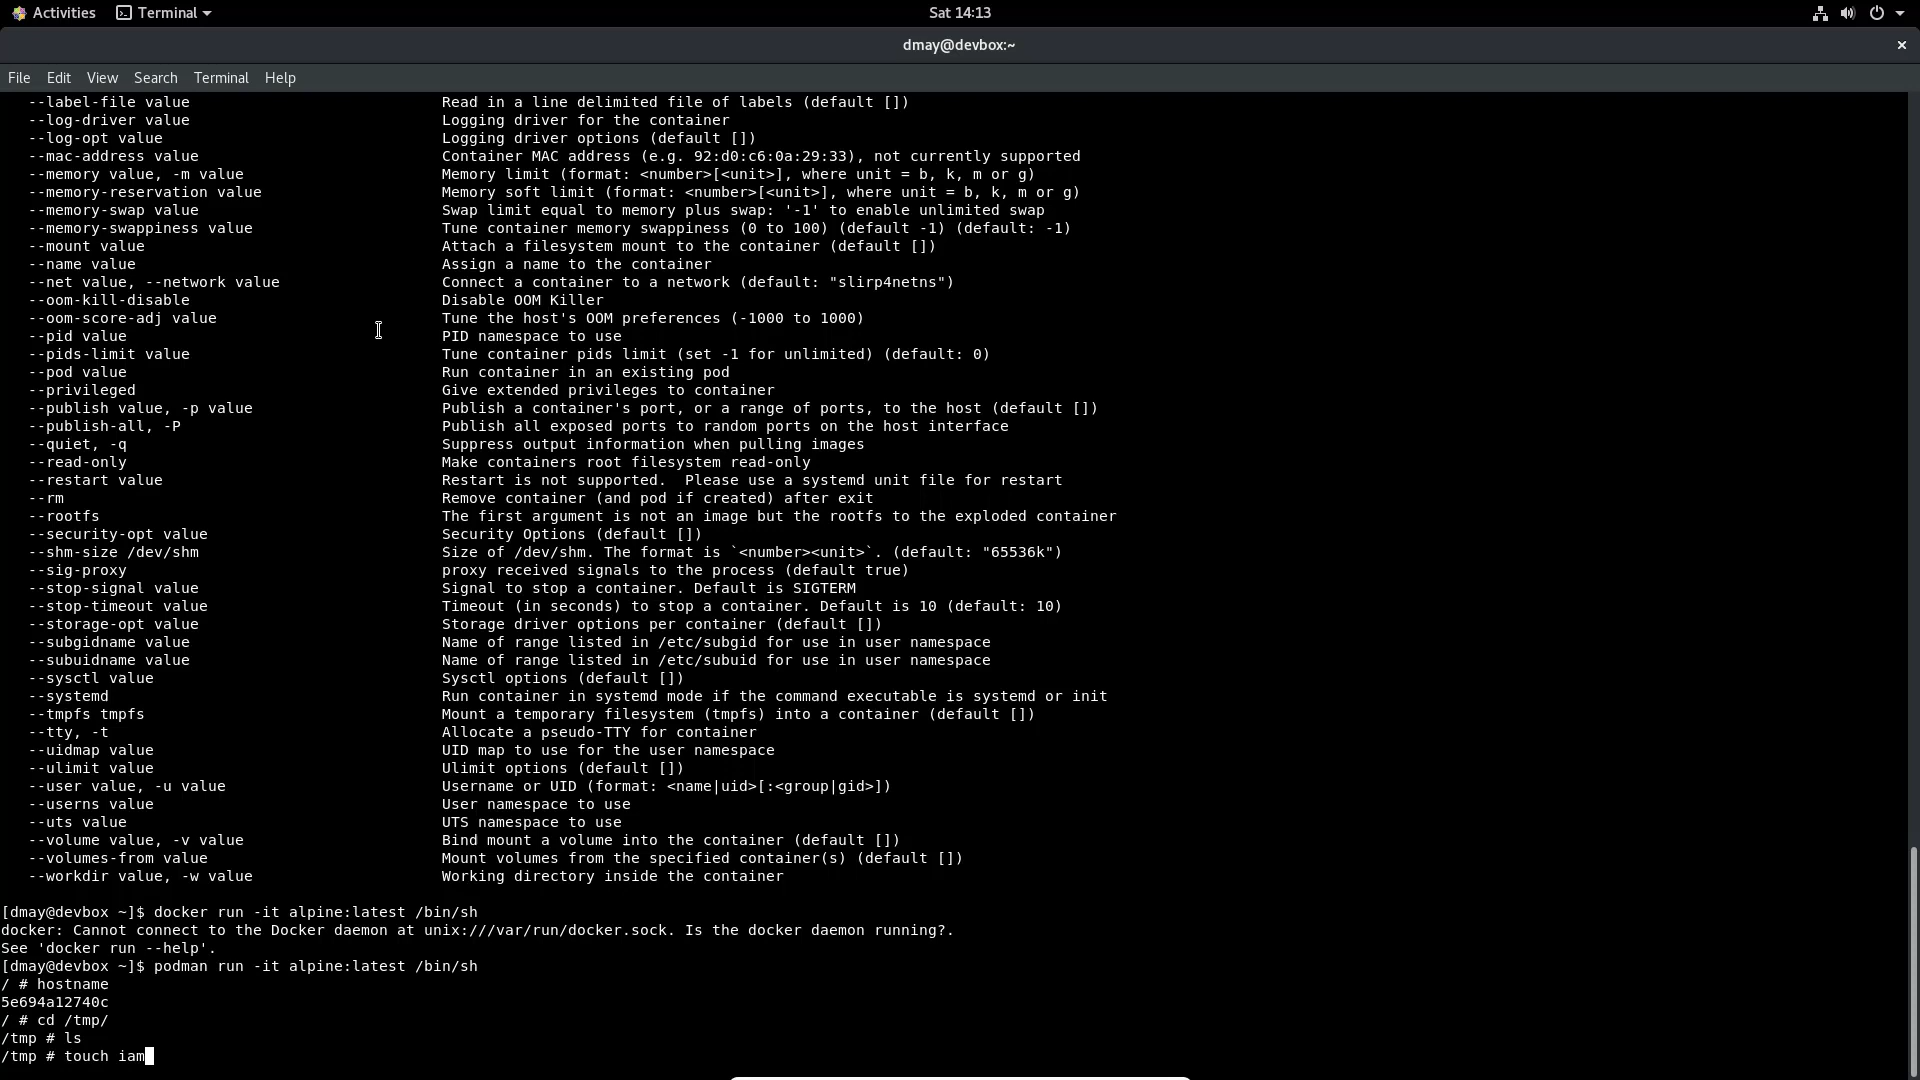 Activities Terminal Sat 14:13
dmay@devbox:~ ×
File Edit View Search Terminal Help
--label-file value Read in a line delimited file of labels (default [])
--log-driver value Logging driver for the container
--log-opt value Logging driver options (default [])
--mac-address value Container MAC address (e.g. 92:d0:c6:0a:29:33), not currently supported
--memory value, -m value Memory limit (format: <number>[<unit>], where unit = b, k, m or g)
--memory-reservation value Memory soft limit (format: <number>[<unit>], where unit = b, k, m or g)
--memory-swap value Swap limit equal to memory plus swap: '-1' to enable unlimited swap
--memory-swappiness value Tune container memory swappiness (0 to 100) (default -1) (default: -1)
--mount value Attach a filesystem mount to the container (default [])
--name value Assign a name to the container
--net value, --network value Connect a container to a network (default: "slirp4netns")
--oom-kill-disable Disable OOM Killer
--oom-score-adj value Tune the host's OOM preferences (-1000 to 1000)
--pid value PID namespace to use
--pids-limit value Tune container pids limit (set -1 for unlimited) (default: 0)
--pod value Run container in an existing pod
--privileged Give extended privileges to container
--publish value, -p value Publish a container's port, or a range of ports, to the host (default [])
--publish-all, -P Publish all exposed ports to random ports on the host interface
--quiet, -q Suppress output information when pulling images
--read-only Make containers root filesystem read-only
--restart value Restart is not supported.  Please use a systemd unit file for restart
--rm Remove container (and pod if created) after exit
--rootfs The first argument is not an image but the rootfs to the exploded container
--security-opt value Security Options (default [])
--shm-size /dev/shm Size of /dev/shm. The format is `<number><unit>`. (default: "65536k")
--sig-proxy proxy received signals to the process (default true)
--stop-signal value Signal to stop a container. Default is SIGTERM
--stop-timeout value Timeout (in seconds) to stop a container. Default is 10 (default: 10)
--storage-opt value Storage driver options per container (default [])
--subgidname value Name of range listed in /etc/subgid for use in user namespace
--subuidname value Name of range listed in /etc/subuid for use in user namespace
--sysctl value Sysctl options (default [])
--systemd Run container in systemd mode if the command executable is systemd or init
--tmpfs tmpfs Mount a temporary filesystem (tmpfs) into a container (default [])
--tty, -t Allocate a pseudo-TTY for container
--uidmap value UID map to use for the user namespace
--ulimit value Ulimit options (default [])
--user value, -u value Username or UID (format: <name|uid>[:<group|gid>])
--userns value User namespace to use
--uts value UTS namespace to use
--volume value, -v value Bind mount a volume into the container (default [])
--volumes-from value Mount volumes from the specified container(s) (default [])
--workdir value, -w value Working directory inside the container
[dmay@devbox ~]$ docker run -it alpine:latest /bin/sh
docker: Cannot connect to the Docker daemon at unix:///var/run/docker.sock. Is the docker daemon running?.
See 'docker run --help'.
[dmay@devbox ~]$ podman run -it alpine:latest /bin/sh
/ # hostname
5e694a12740c
/ # cd /tmp/
/tmp # ls
/tmp # touch iam